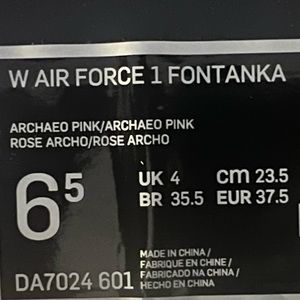 W AIR FORCE 1 FONTANKA
ARCHAEO PINK/ARCHAEO PINK
ROSE ARCHO/ROSE ARCHO
6⁵
UK 4 cm 23.5
BR 35.5 EUR 37.5
MADE IN CHINA /
FABRIQUE EN CHINE /
FABRICADO NA CHINA /
HECHO EN CHINA
DA7024 601